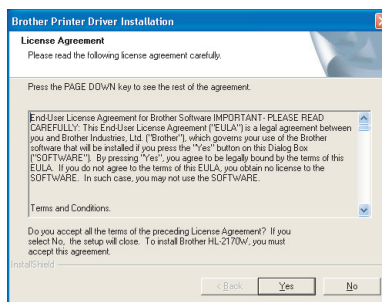 Brother Printer Driver Installation
License Agreement
Please read the following license agreement carefully.
Press the PAGE DOWN key to see the rest of the agreement.
End-User License Agreement for Brother Software IMPORTANT- PLEASE READ
CAREFULLY: This End-User License Agreement ("EULA") is a legal agreement between
you and Brother Industries, Ltd. ("Brother"), which governs your use of the Brother
software that will be installed if you press the "Yes" button on this Dialog Box
("SOFTWARE"). By pressing "Yes", you agree to be legally bound by the terms of this
EULA. If you do not agree to the terms of this EULA, you obtain no license to the
SOFTWARE. In such case, you may not use the SOFTWARE.
Terms and Conditions.
Do you accept all the terms of the preceding License Agreement? If you
select No, the setup will close. To install Brother HL-2170W, you must
accept this agreement.
InstallShield
< Back Yes No